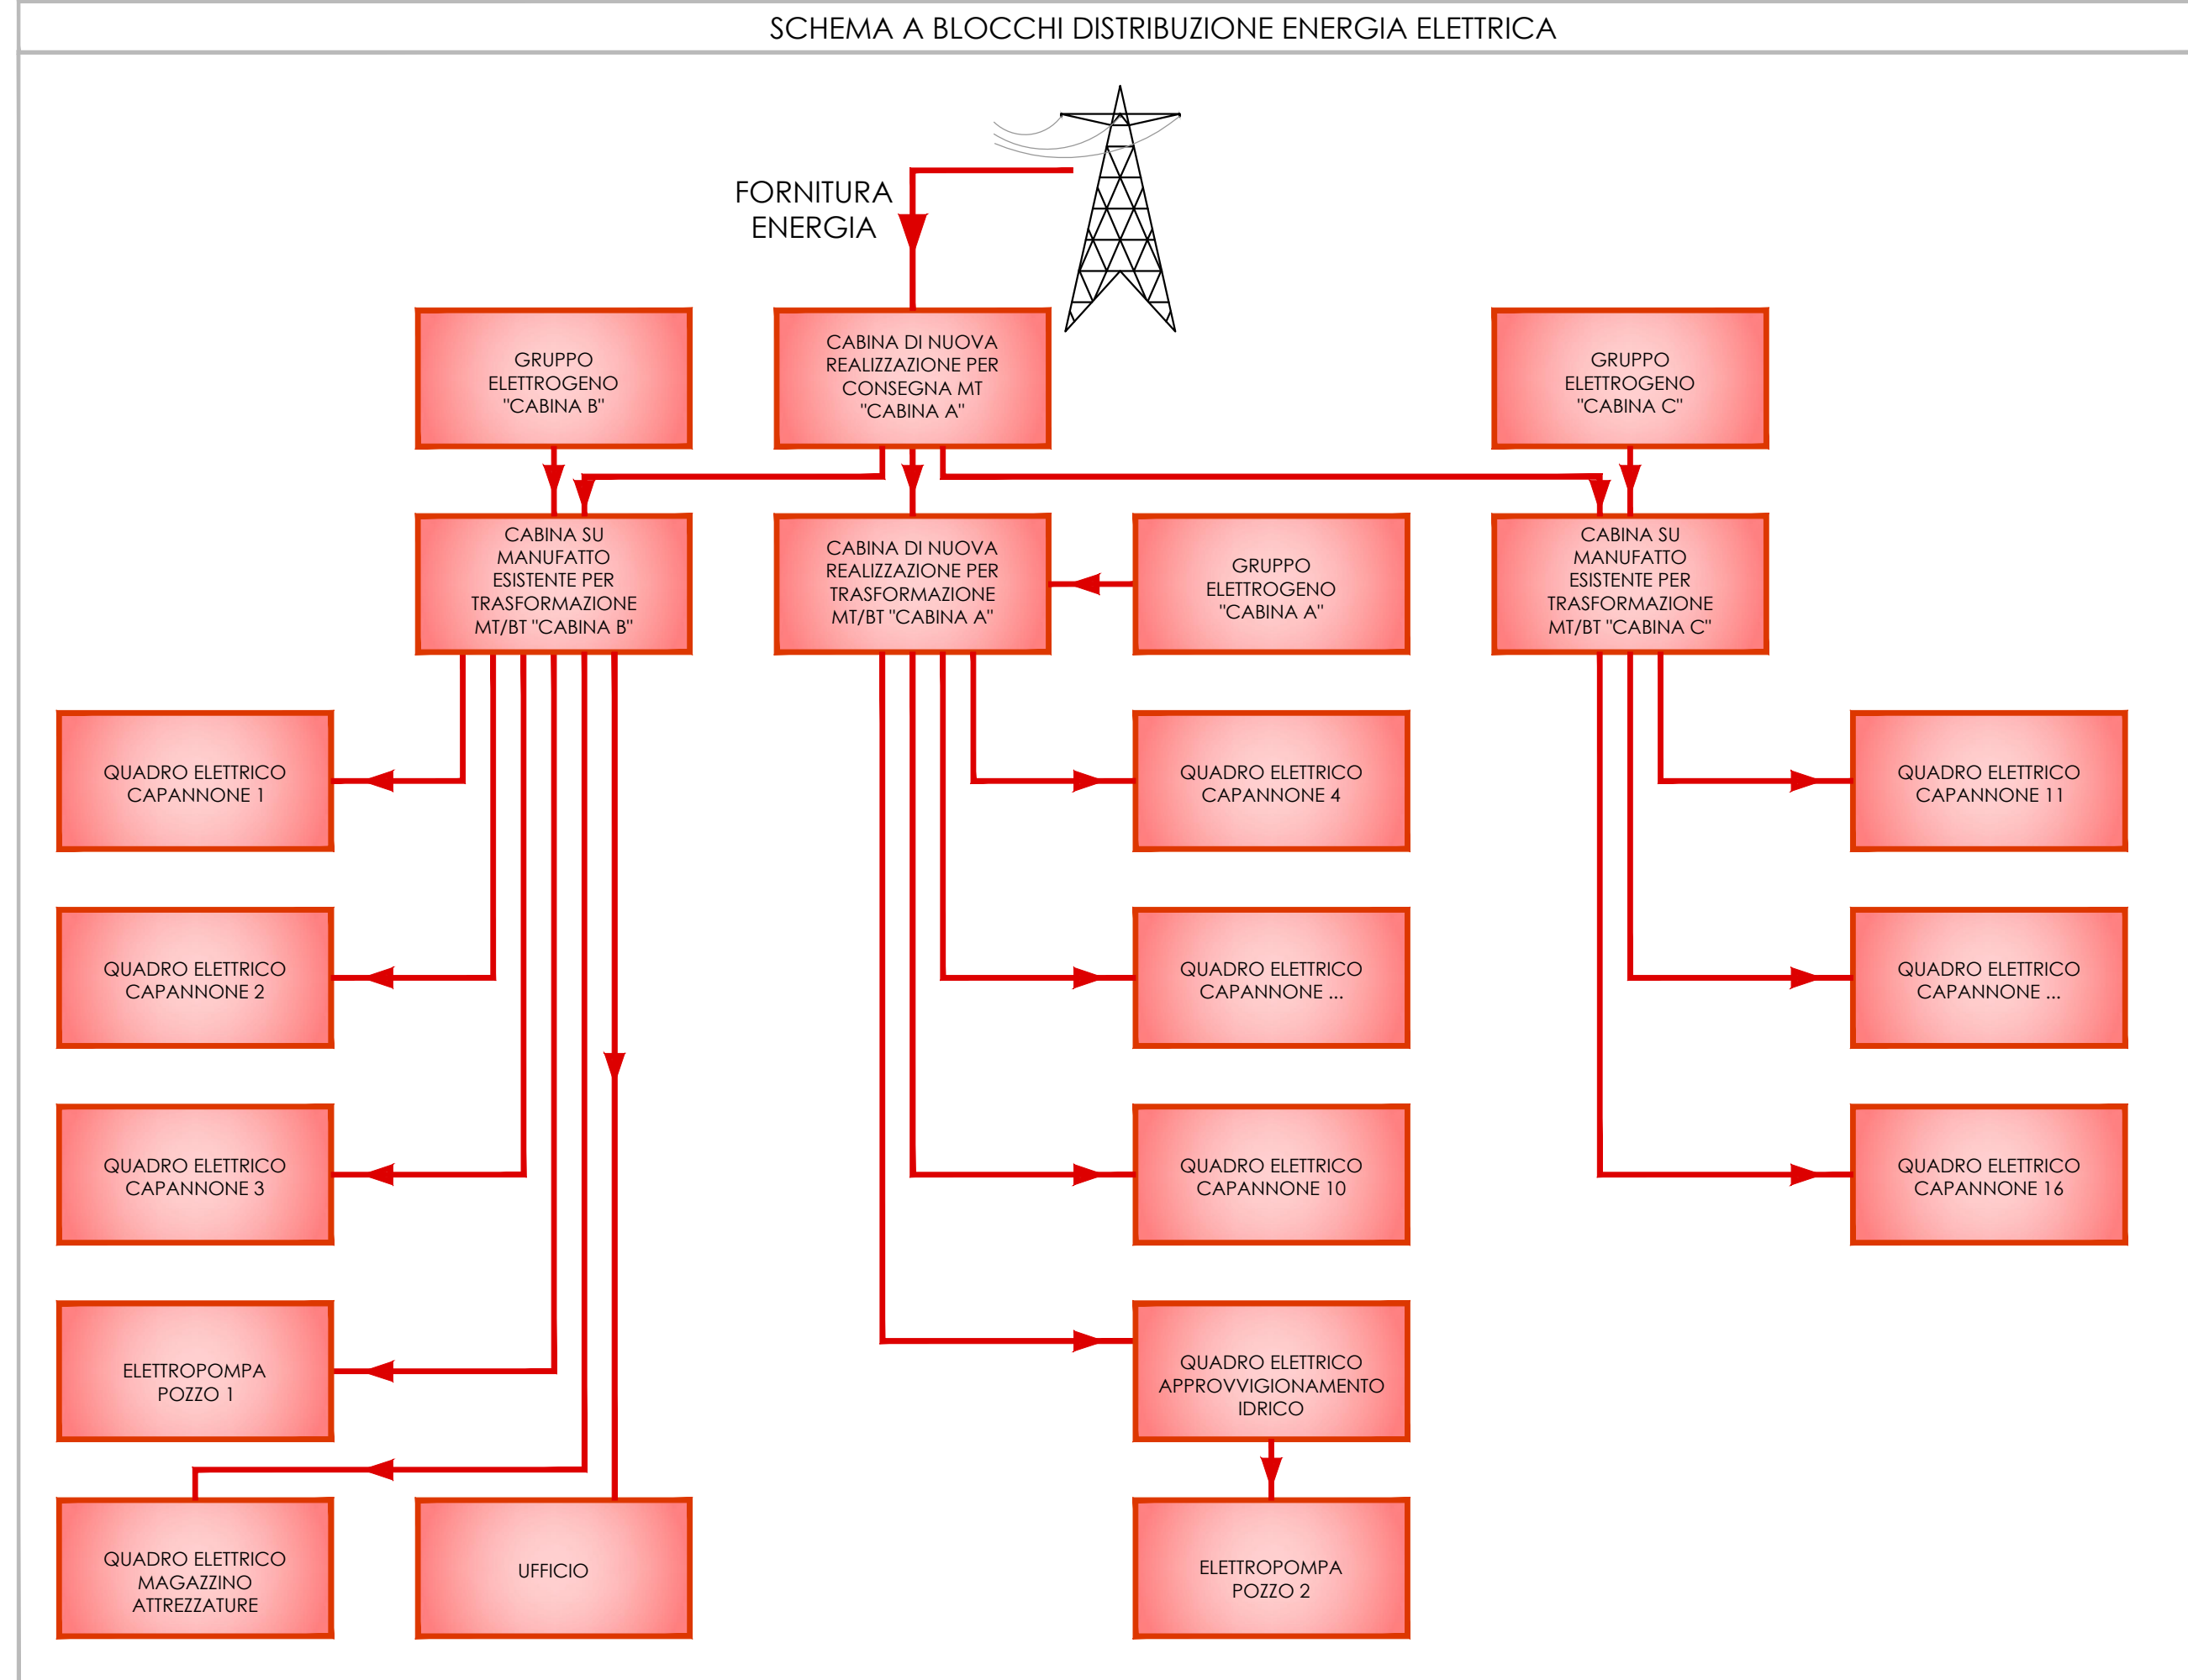 SCHEMA A BLOCCHI DISTRIBUZIONE ENERGIA ELETTRICA
FORNITURA
ENERGIA
GRUPPO
ELETTROGENO
"CABINA B"
CABINA DI NUOVA
REALIZZAZIONE PER
CONSEGNA MT
"CABINA A"
GRUPPO
ELETTROGENO
"CABINA C"
CABINA SU
MANUFATTO
ESISTENTE PER
TRASFORMAZIONE
MT/BT "CABINA B"
CABINA DI NUOVA
REALIZZAZIONE PER
TRASFORMAZIONE
MT/BT "CABINA A"
GRUPPO
ELETTROGENO
"CABINA A"
CABINA SU
MANUFATTO
ESISTENTE PER
TRASFORMAZIONE
MT/BT "CABINA C"
QUADRO ELETTRICO
CAPANNONE 1
QUADRO ELETTRICO
CAPANNONE 4
QUADRO ELETTRICO
CAPANNONE 11
QUADRO ELETTRICO
CAPANNONE 2
QUADRO ELETTRICO
CAPANNONE ...
QUADRO ELETTRICO
CAPANNONE ...
QUADRO ELETTRICO
CAPANNONE 3
QUADRO ELETTRICO
CAPANNONE 10
QUADRO ELETTRICO
CAPANNONE 16
ELETTROPOMPA
POZZO 1
QUADRO ELETTRICO
APPROVVIGIONAMENTO
IDRICO
QUADRO ELETTRICO
MAGAZZINO
ATTREZZATURE
UFFICIO
ELETTROPOMPA
POZZO 2